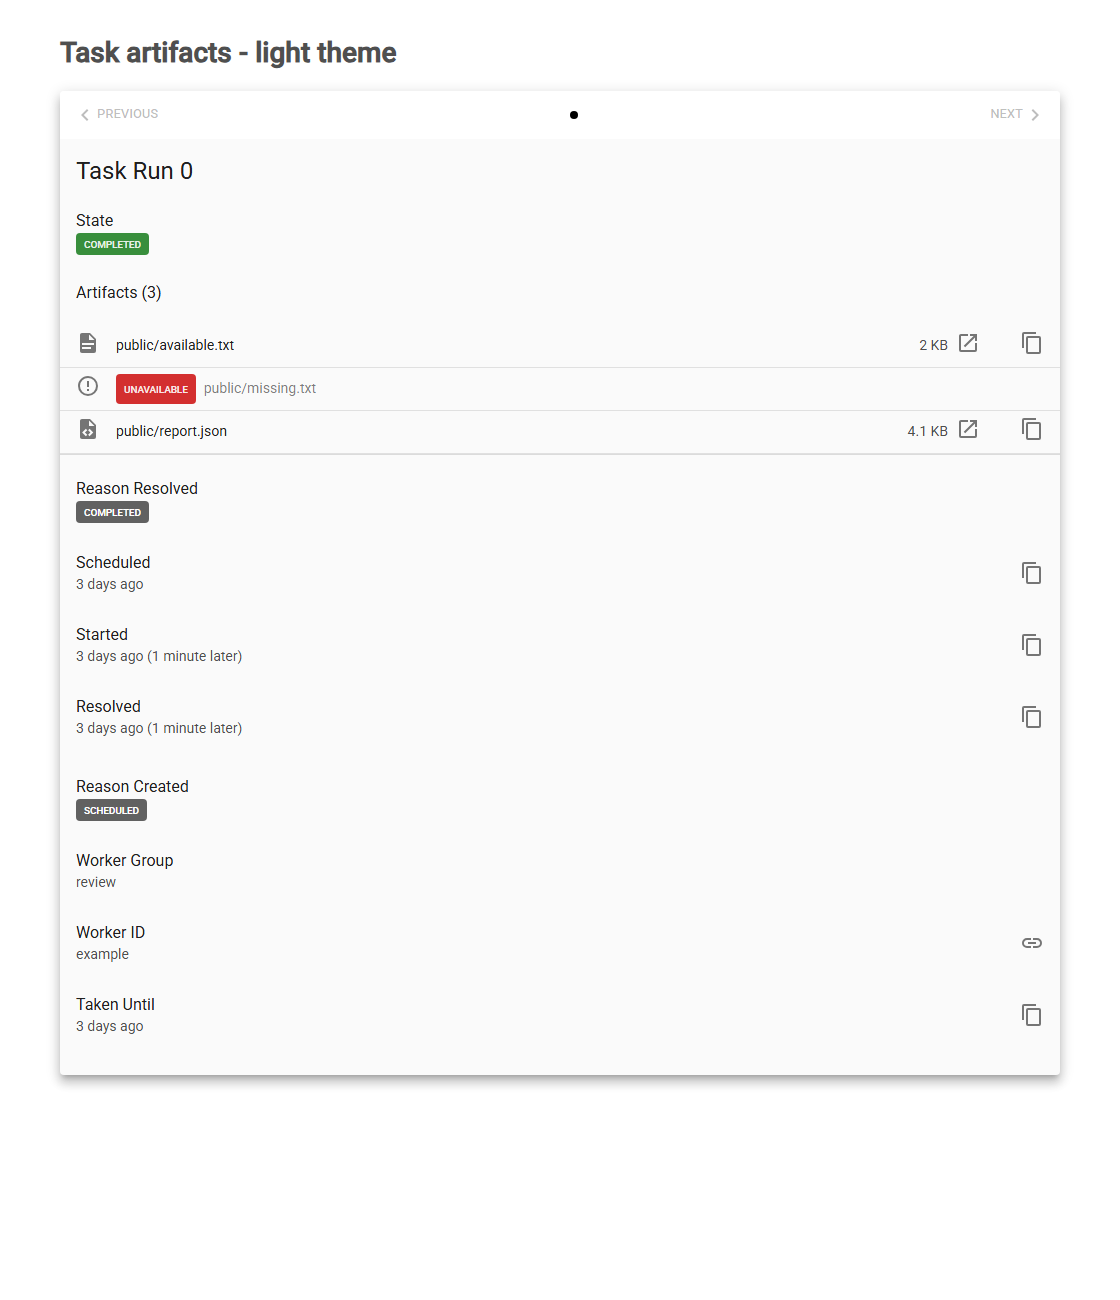 Task artifacts - light theme
PREVIOUS
NEXT
Task Run 0
State
COMPLETED
Artifacts (3)
public/available.txt 2 KB
UNAVAILABLE public/missing.txt
public/report.json 4.1 KB
Reason Resolved
COMPLETED
Scheduled
3 days ago
Started
3 days ago (1 minute later)
Resolved
3 days ago (1 minute later)
Reason Created
SCHEDULED
Worker Group
review
Worker ID
example
Taken Until
3 days ago